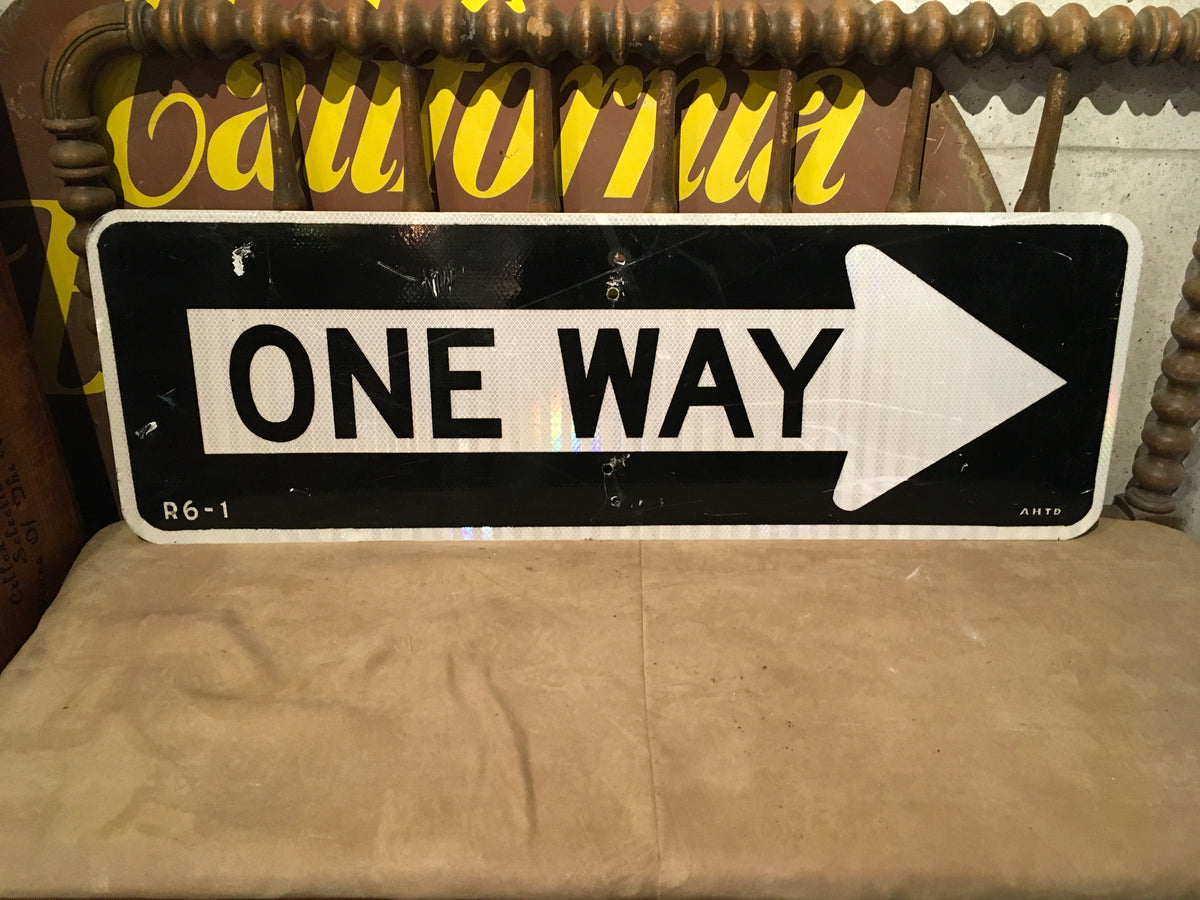 California
ONE WAY
R6-1
AHTD